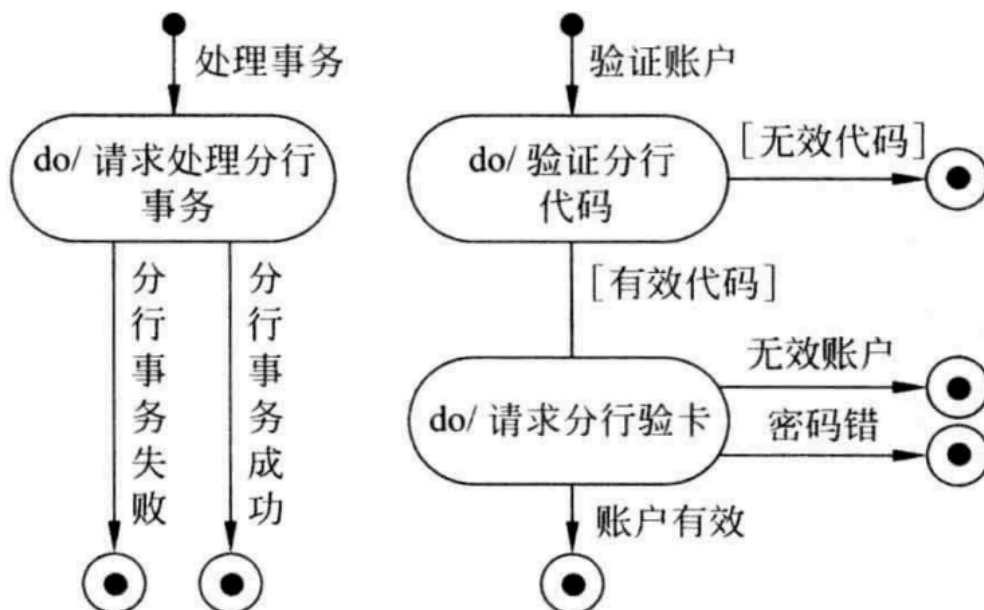 处理事务
do/ 请求处理分行
事务
分行事务失败
分行事务成功
验证账户
do/ 验证分行
代码
[无效代码]
[有效代码]
do/ 请求分行验卡
无效账户
密码错
账户有效